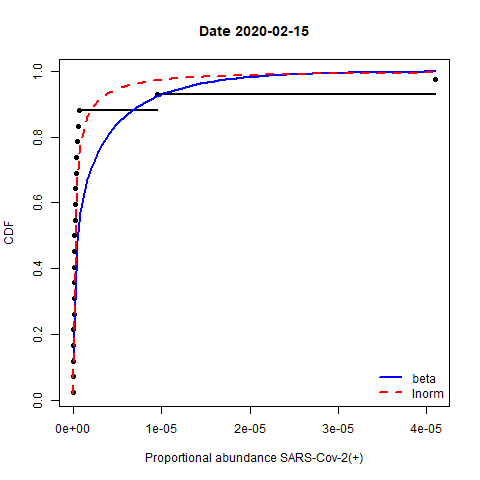 Date 2020-02-15
CDF
1.0
0.8
0.6
0.4
0.2
0.0
beta
lnorm
0e+00 1e-05 2e-05 3e-05 4e-05
Proportional abundance SARS-Cov-2(+)